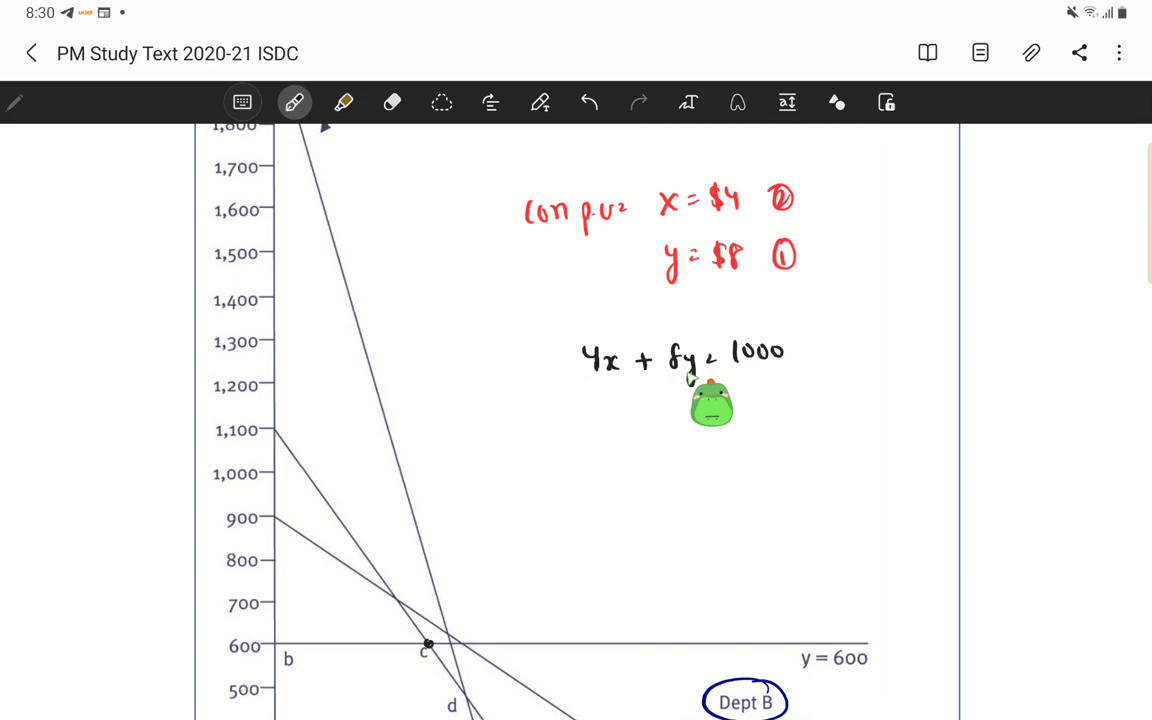 8:30
PM Study Text 2020-21 ISDC
1,800
1,700
1,600
1,500
1,400
1,300
1,200
1,100
1,000
900
800
700
600
500
con p.u= x = $4 ②
y = $8 ①
4x + 8y = 1000
b
c
d
y = 600
Dept B